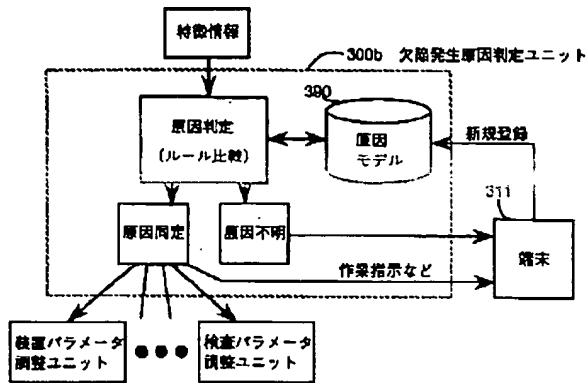 特徴情報
300b 欠陥発生原因判定ユニット
390
原因判定
(ルール比較)
原因
モデル
新規登録
311
原因同定
原因不明
端末
作業指示など
装置パラメータ
調整ユニット
検査パラメータ
調整ユニット